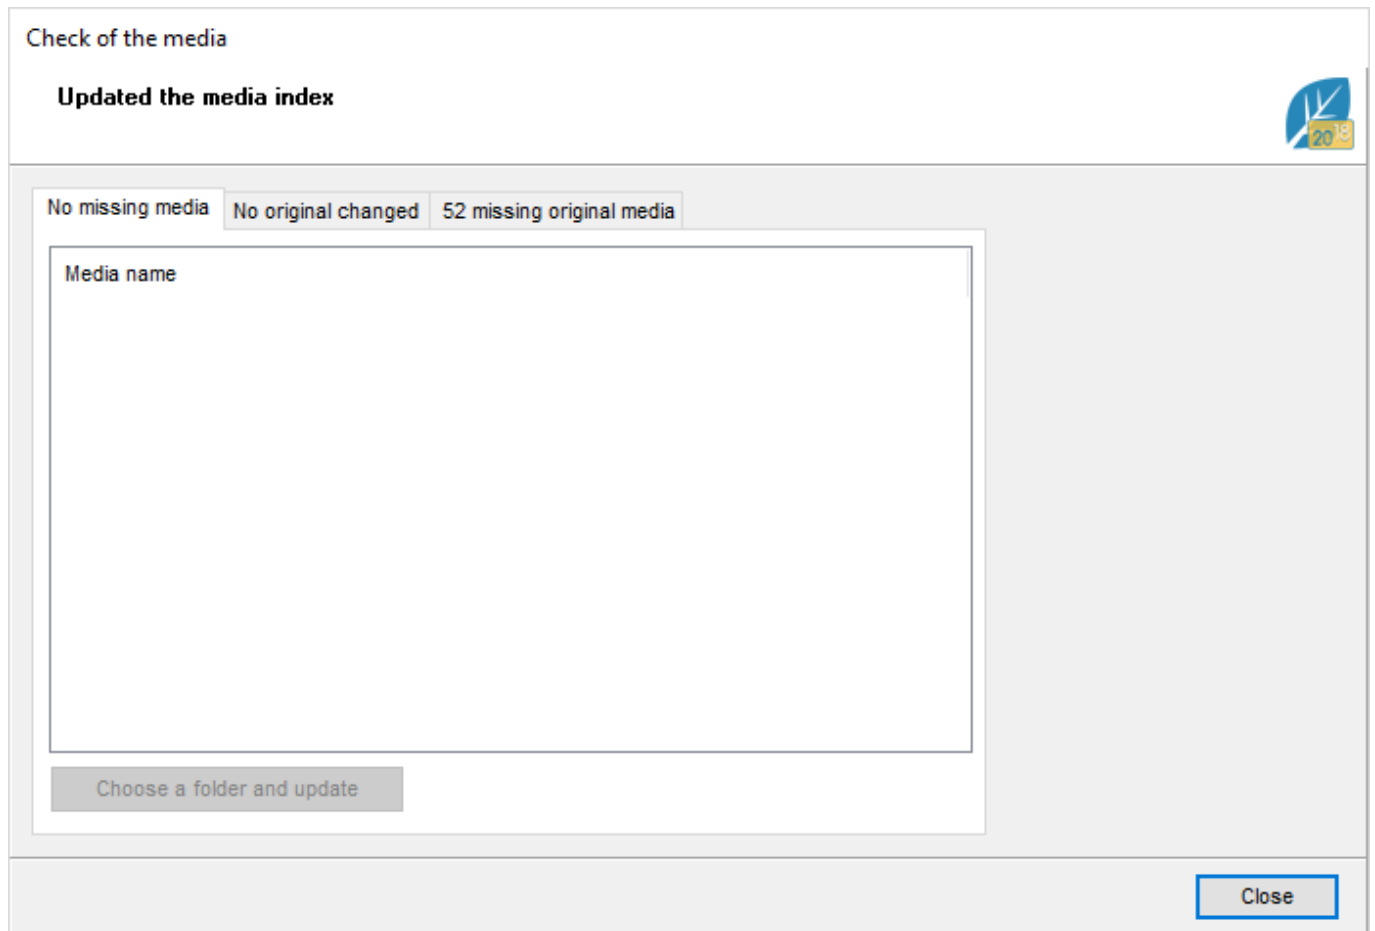 Check of the media
Updated the media index
2018
No missing media No original changed 52 missing original media
Media name
Choose a folder and update
Close